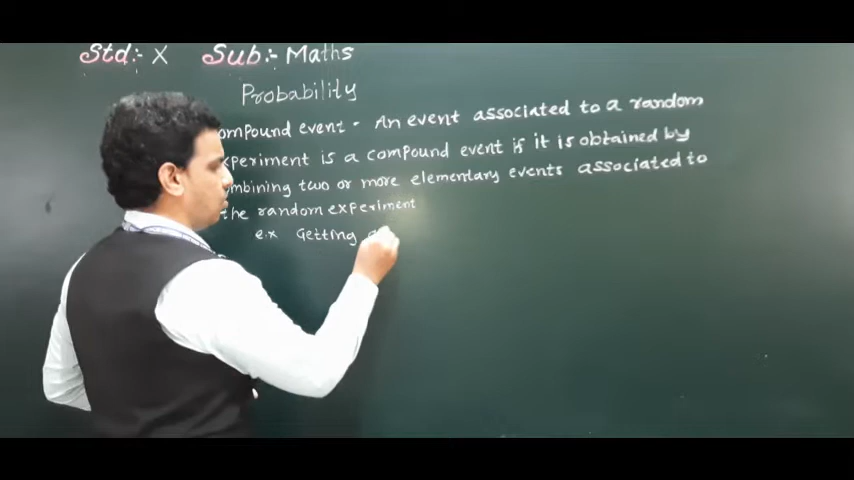 Std:- X Sub:- Maths
Probability
ompound event - An event associated to a random
xperiment is a compound event if it is obtained by
mbining two or more elementary events associated to
the random experiment
e.x Getting